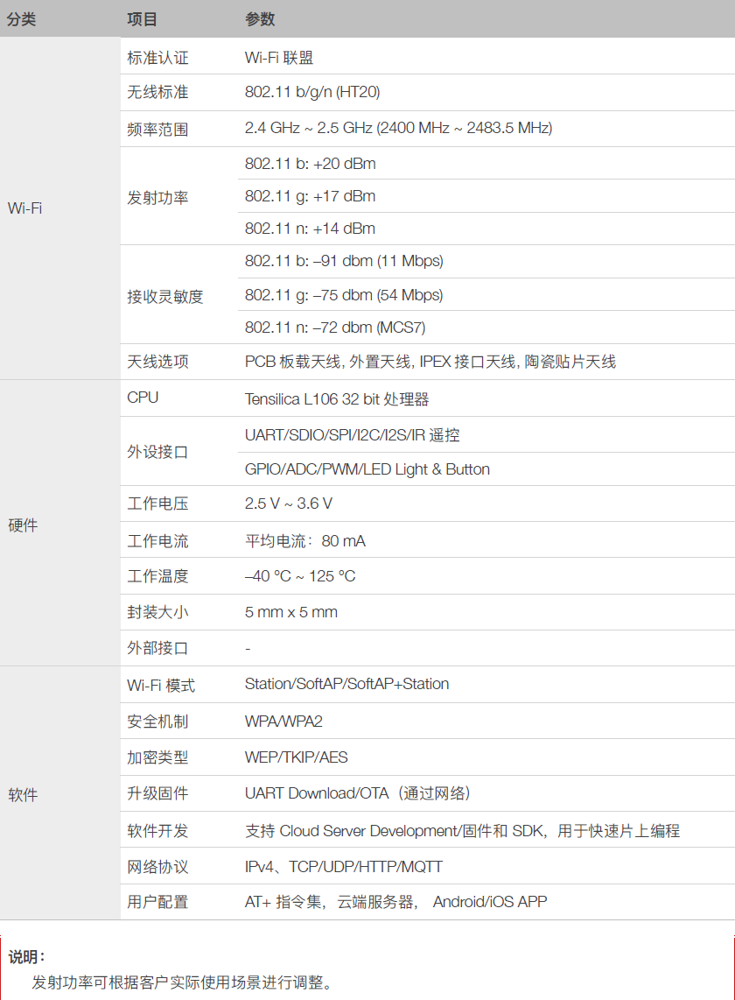 分类 项目 参数
标准认证 Wi-Fi 联盟
无线标准 802.11 b/g/n (HT20)
频率范围 2.4 GHz ~ 2.5 GHz (2400 MHz ~ 2483.5 MHz)
802.11 b: +20 dBm
Wi-Fi 发射功率 802.11 g: +17 dBm
802.11 n: +14 dBm
802.11 b: –91 dbm (11 Mbps)
接收灵敏度 802.11 g: –75 dbm (54 Mbps)
802.11 n: –72 dbm (MCS7)
天线选项 PCB 板载天线, 外置天线, IPEX 接口天线, 陶瓷贴片天线
CPU Tensilica L106 32 bit 处理器
外设接口 UART/SDIO/SPI/I2C/I2S/IR 遥控
GPIO/ADC/PWM/LED Light & Button
工作电压 2.5 V ~ 3.6 V
硬件 工作电流 平均电流：80 mA
工作温度 –40 °C ~ 125 °C
封装大小 5 mm x 5 mm
外部接口 -
Wi-Fi 模式 Station/SoftAP/SoftAP+Station
安全机制 WPA/WPA2
加密类型 WEP/TKIP/AES
软件 升级固件 UART Download/OTA（通过网络）
软件开发 支持 Cloud Server Development/固件和 SDK，用于快速片上编程
网络协议 IPv4、TCP/UDP/HTTP/MQTT
用户配置 AT+ 指令集，云端服务器， Android/iOS APP
说明：
发射功率可根据客户实际使用场景进行调整。